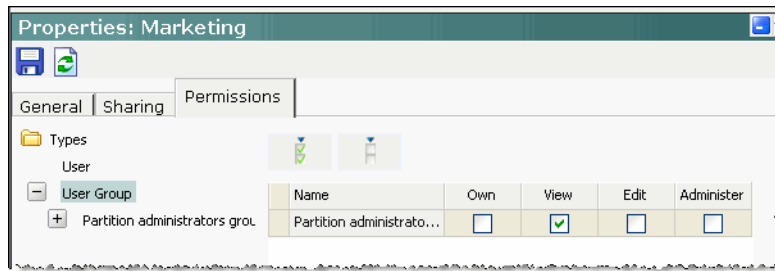 Properties: Marketing
General Sharing Permissions
Types
User
User Group
Partition administrators grou
Name Own View Edit Administer
Partition administrato...